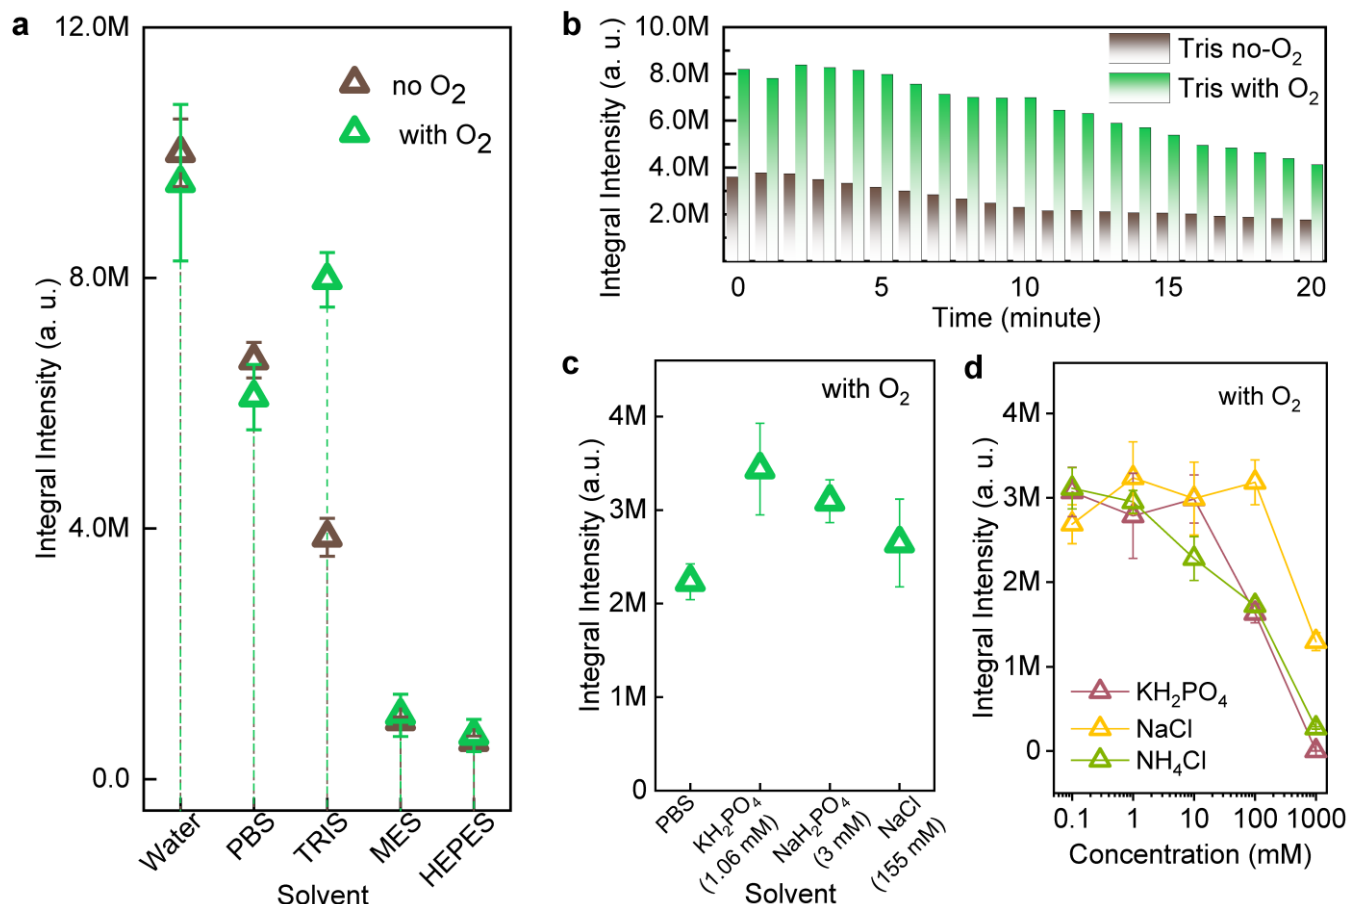 a
12.0M
8.0M
4.0M
0.0
Integral Intensity (a. u.)
no O2
with O2
Water
PBS
TRIS
MES
HEPES
Solvent
b
10.0M
8.0M
6.0M
4.0M
2.0M
Integral Intensity (a. u.)
Tris no-O2
Tris with O2
0
5
10
15
20
Time (minute)
c
with O2
4M
3M
2M
1M
0
Integral Intensity (a.u.)
PBS
KH2PO4
(1.06 mM)
NaH2PO4
(3 mM)
NaCl
(155 mM)
Solvent
d
with O2
4M
3M
2M
1M
0
Integral Intensity (a. u.)
KH2PO4
NaCl
NH4Cl
0.1
1
10
100
1000
Concentration (mM)